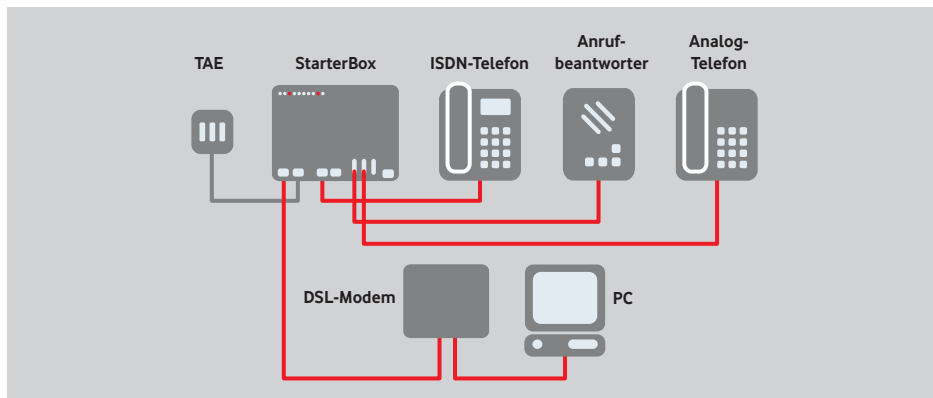 TAE
StarterBox
ISDN-Telefon
Anruf-
beantworter
Analog-
Telefon
DSL-Modem
PC